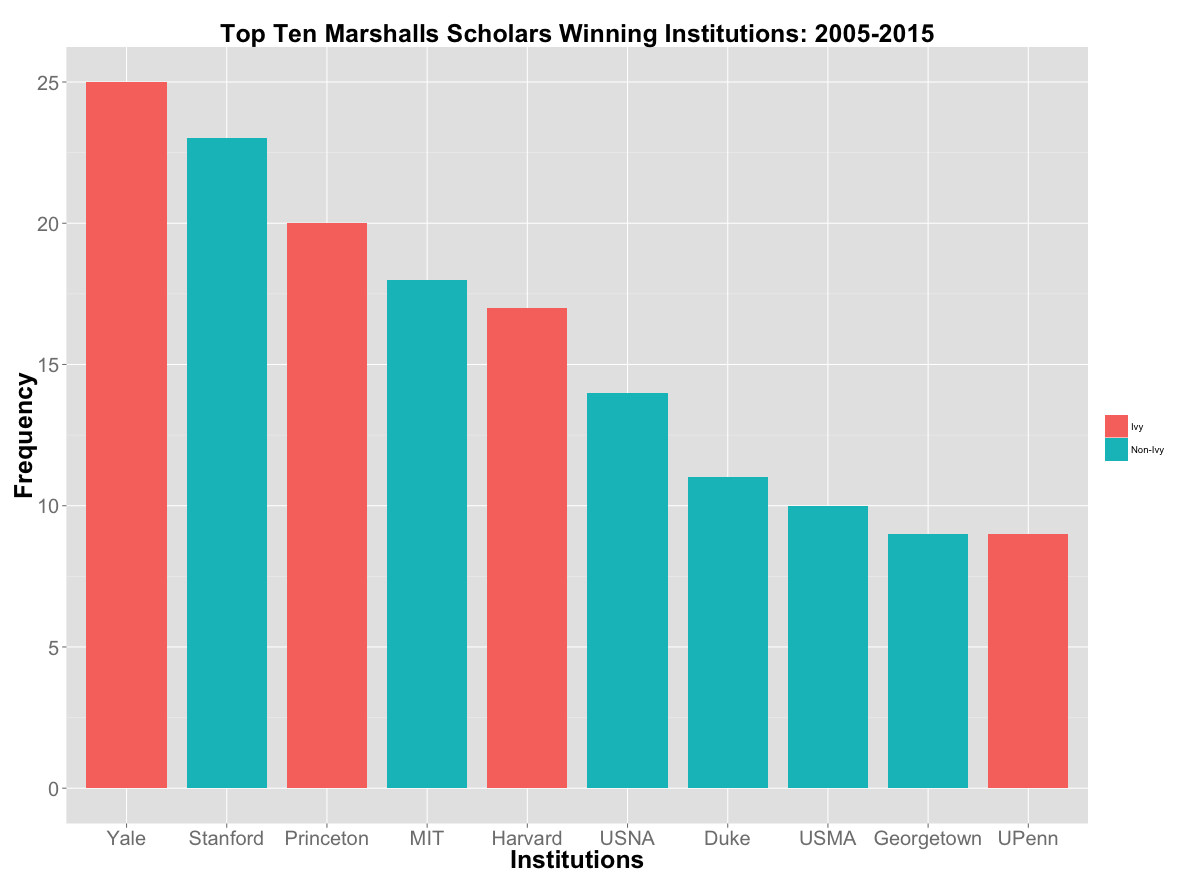 Top Ten Marshalls Scholars Winning Institutions: 2005-2015
Frequency
25
20
15
10
5
0
Yale Stanford Princeton MIT Harvard USNA Duke USMA Georgetown UPenn
Institutions
Ivy
Non-Ivy